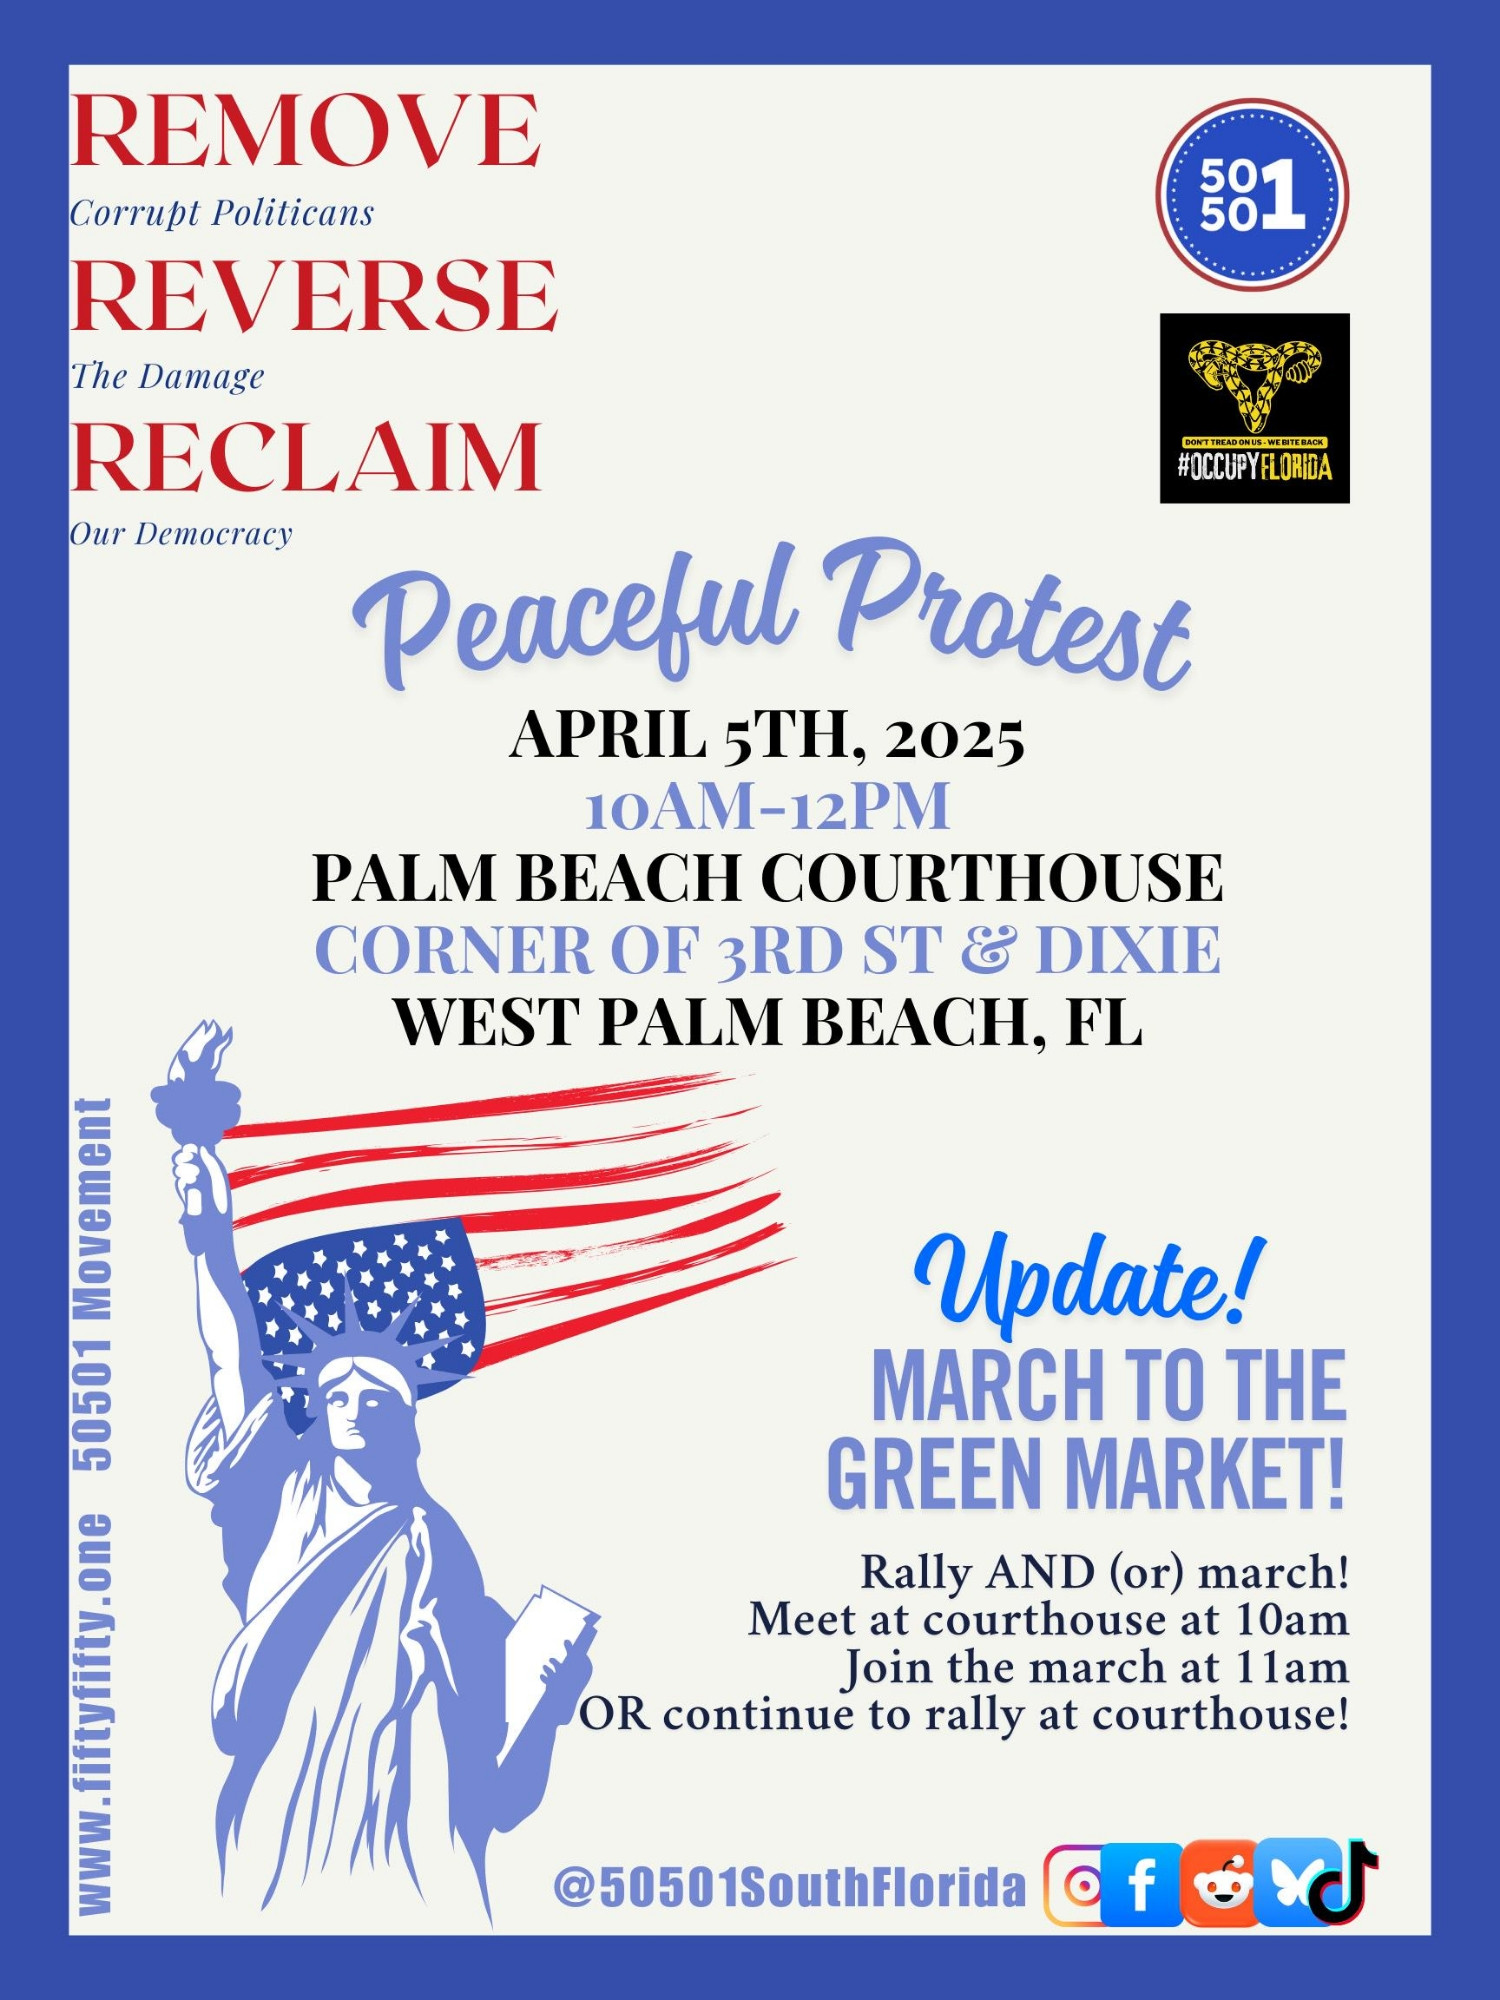 REMOVE
Corrupt Politicans
REVERSE
The Damage
RECLAIM
Our Democracy
50
50
1
DON'T TREAD ON US - WE BITE BACK
#OCCUPYFLORIDA
Peaceful Protest
APRIL 5TH, 2025
10AM-12PM
PALM BEACH COURTHOUSE
CORNER OF 3RD ST & DIXIE
WEST PALM BEACH, FL
www.fiftyfifty.one 50501 Movement
Update!
MARCH TO THE
GREEN MARKET!
Rally AND (or) march!
Meet at courthouse at 10am
Join the march at 11am
OR continue to rally at courthouse!
@50501SouthFlorida